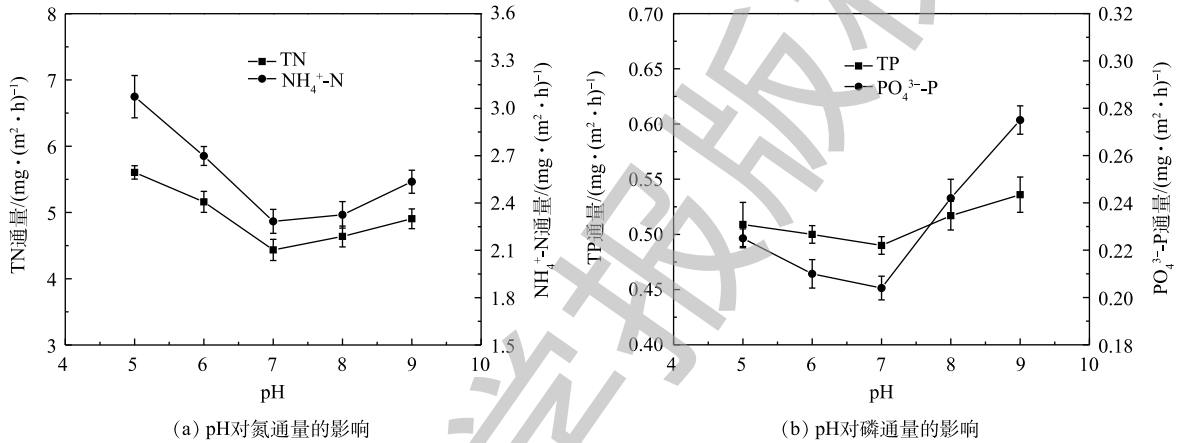 8
7
6
5
4
3
TN通量/(mg·(m²·h)⁻¹)
TN
NH₄⁺-N
3.6
3.3
3.0
2.7
2.4
2.1
1.8
1.5
NH₄⁺-N通量/(mg·(m²·h)⁻¹)
4 5 6 7 8 9 10
pH
(a) pH对氮通量的影响
0.70
0.65
0.60
0.55
0.50
0.45
0.40
TP通量/(mg·(m²·h)⁻¹)
TP
PO₄³⁻-P
0.32
0.30
0.28
0.26
0.24
0.22
0.20
0.18
PO₄³⁻-P通量/(mg·(m²·h)⁻¹)
4 5 6 7 8 9 10
pH
(b) pH对磷通量的影响
学报版权